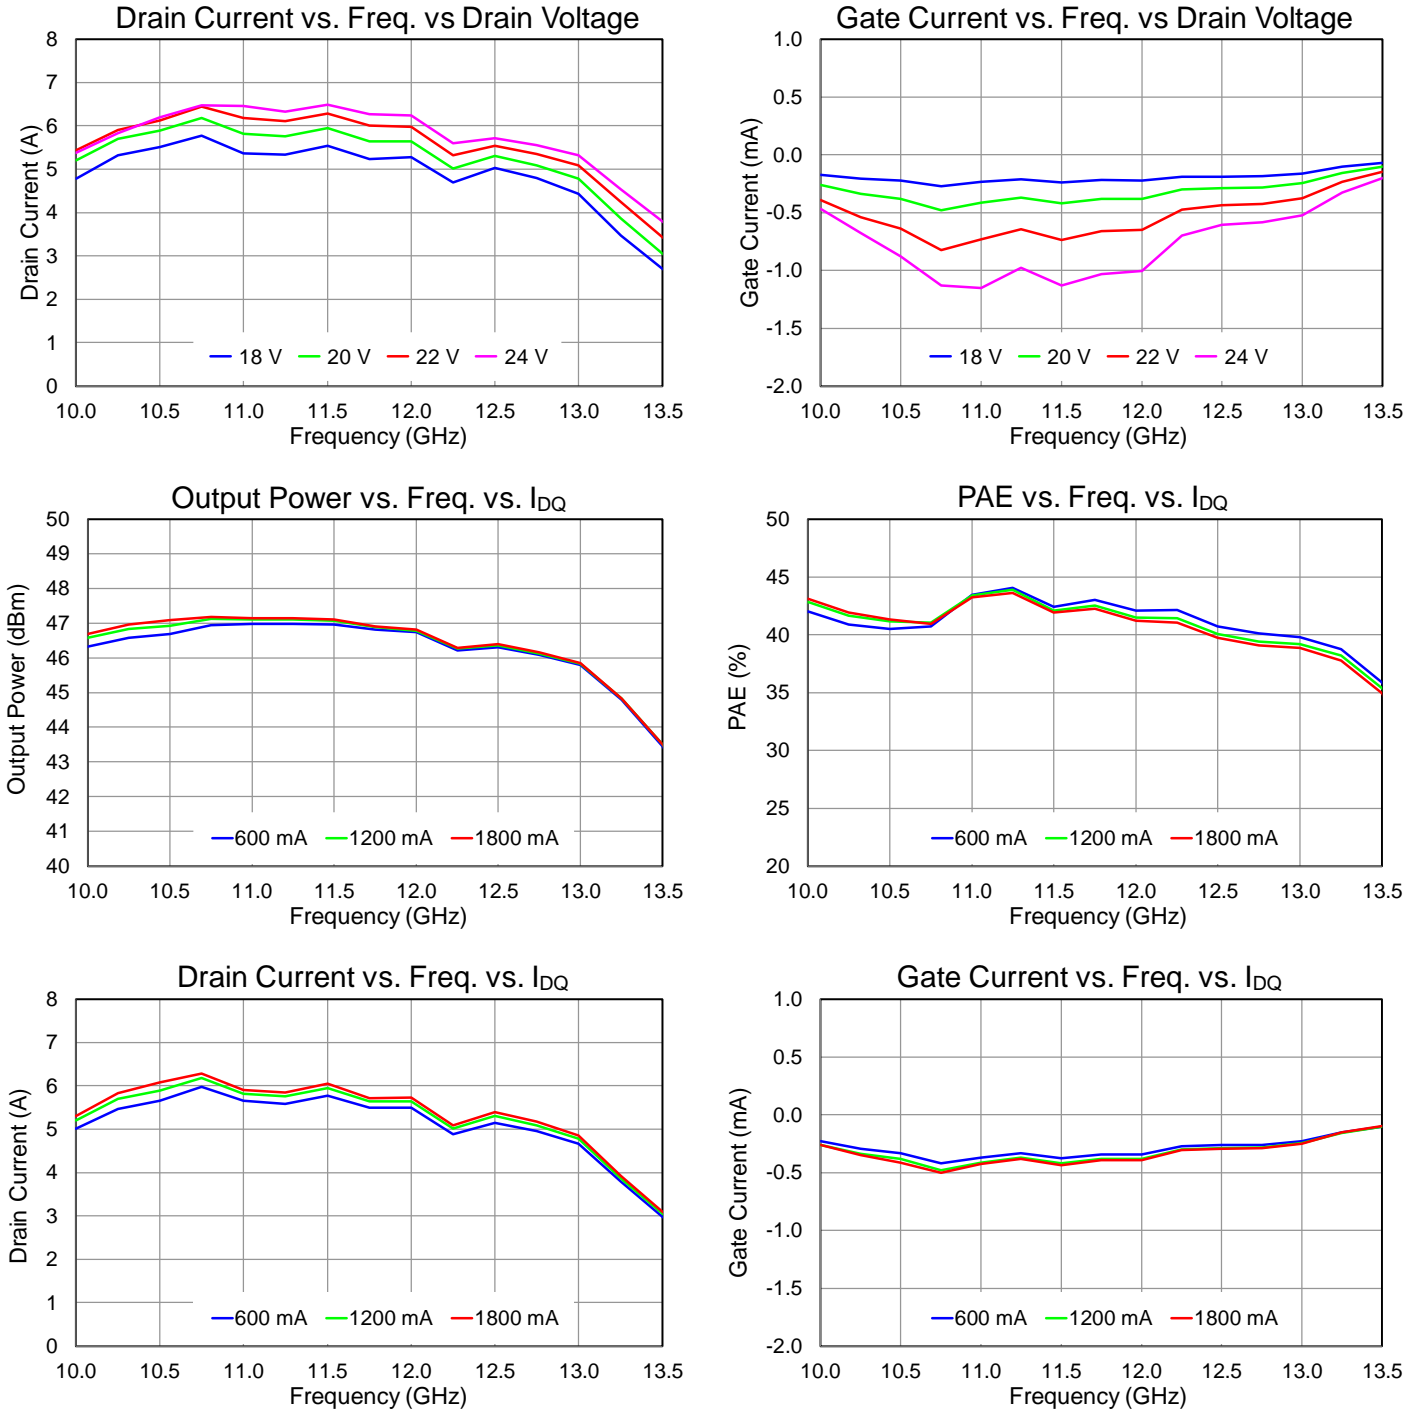 Drain Current vs. Freq. vs Drain Voltage
8
7
6
5
4
3
2
1
0
Drain Current (A)
18 V 20 V 22 V 24 V
10.0 10.5 11.0 11.5 12.0 12.5 13.0 13.5
Frequency (GHz)
Gate Current vs. Freq. vs Drain Voltage
1.0
0.5
0.0
-0.5
-1.0
-1.5
-2.0
Gate Current (mA)
18 V 20 V 22 V 24 V
10.0 10.5 11.0 11.5 12.0 12.5 13.0 13.5
Frequency (GHz)
Output Power vs. Freq. vs. IDQ
50
49
48
47
46
45
44
43
42
41
40
Output Power (dBm)
600 mA 1200 mA 1800 mA
10.0 10.5 11.0 11.5 12.0 12.5 13.0 13.5
Frequency (GHz)
PAE vs. Freq. vs. IDQ
50
45
40
35
30
25
20
PAE (%)
600 mA 1200 mA 1800 mA
10.0 10.5 11.0 11.5 12.0 12.5 13.0 13.5
Frequency (GHz)
Drain Current vs. Freq. vs. IDQ
8
7
6
5
4
3
2
1
0
Drain Current (A)
600 mA 1200 mA 1800 mA
10.0 10.5 11.0 11.5 12.0 12.5 13.0 13.5
Frequency (GHz)
Gate Current vs. Freq. vs. IDQ
1.0
0.5
0.0
-0.5
-1.0
-1.5
-2.0
Gate Current (mA)
600 mA 1200 mA 1800 mA
10.0 10.5 11.0 11.5 12.0 12.5 13.0 13.5
Frequency (GHz)